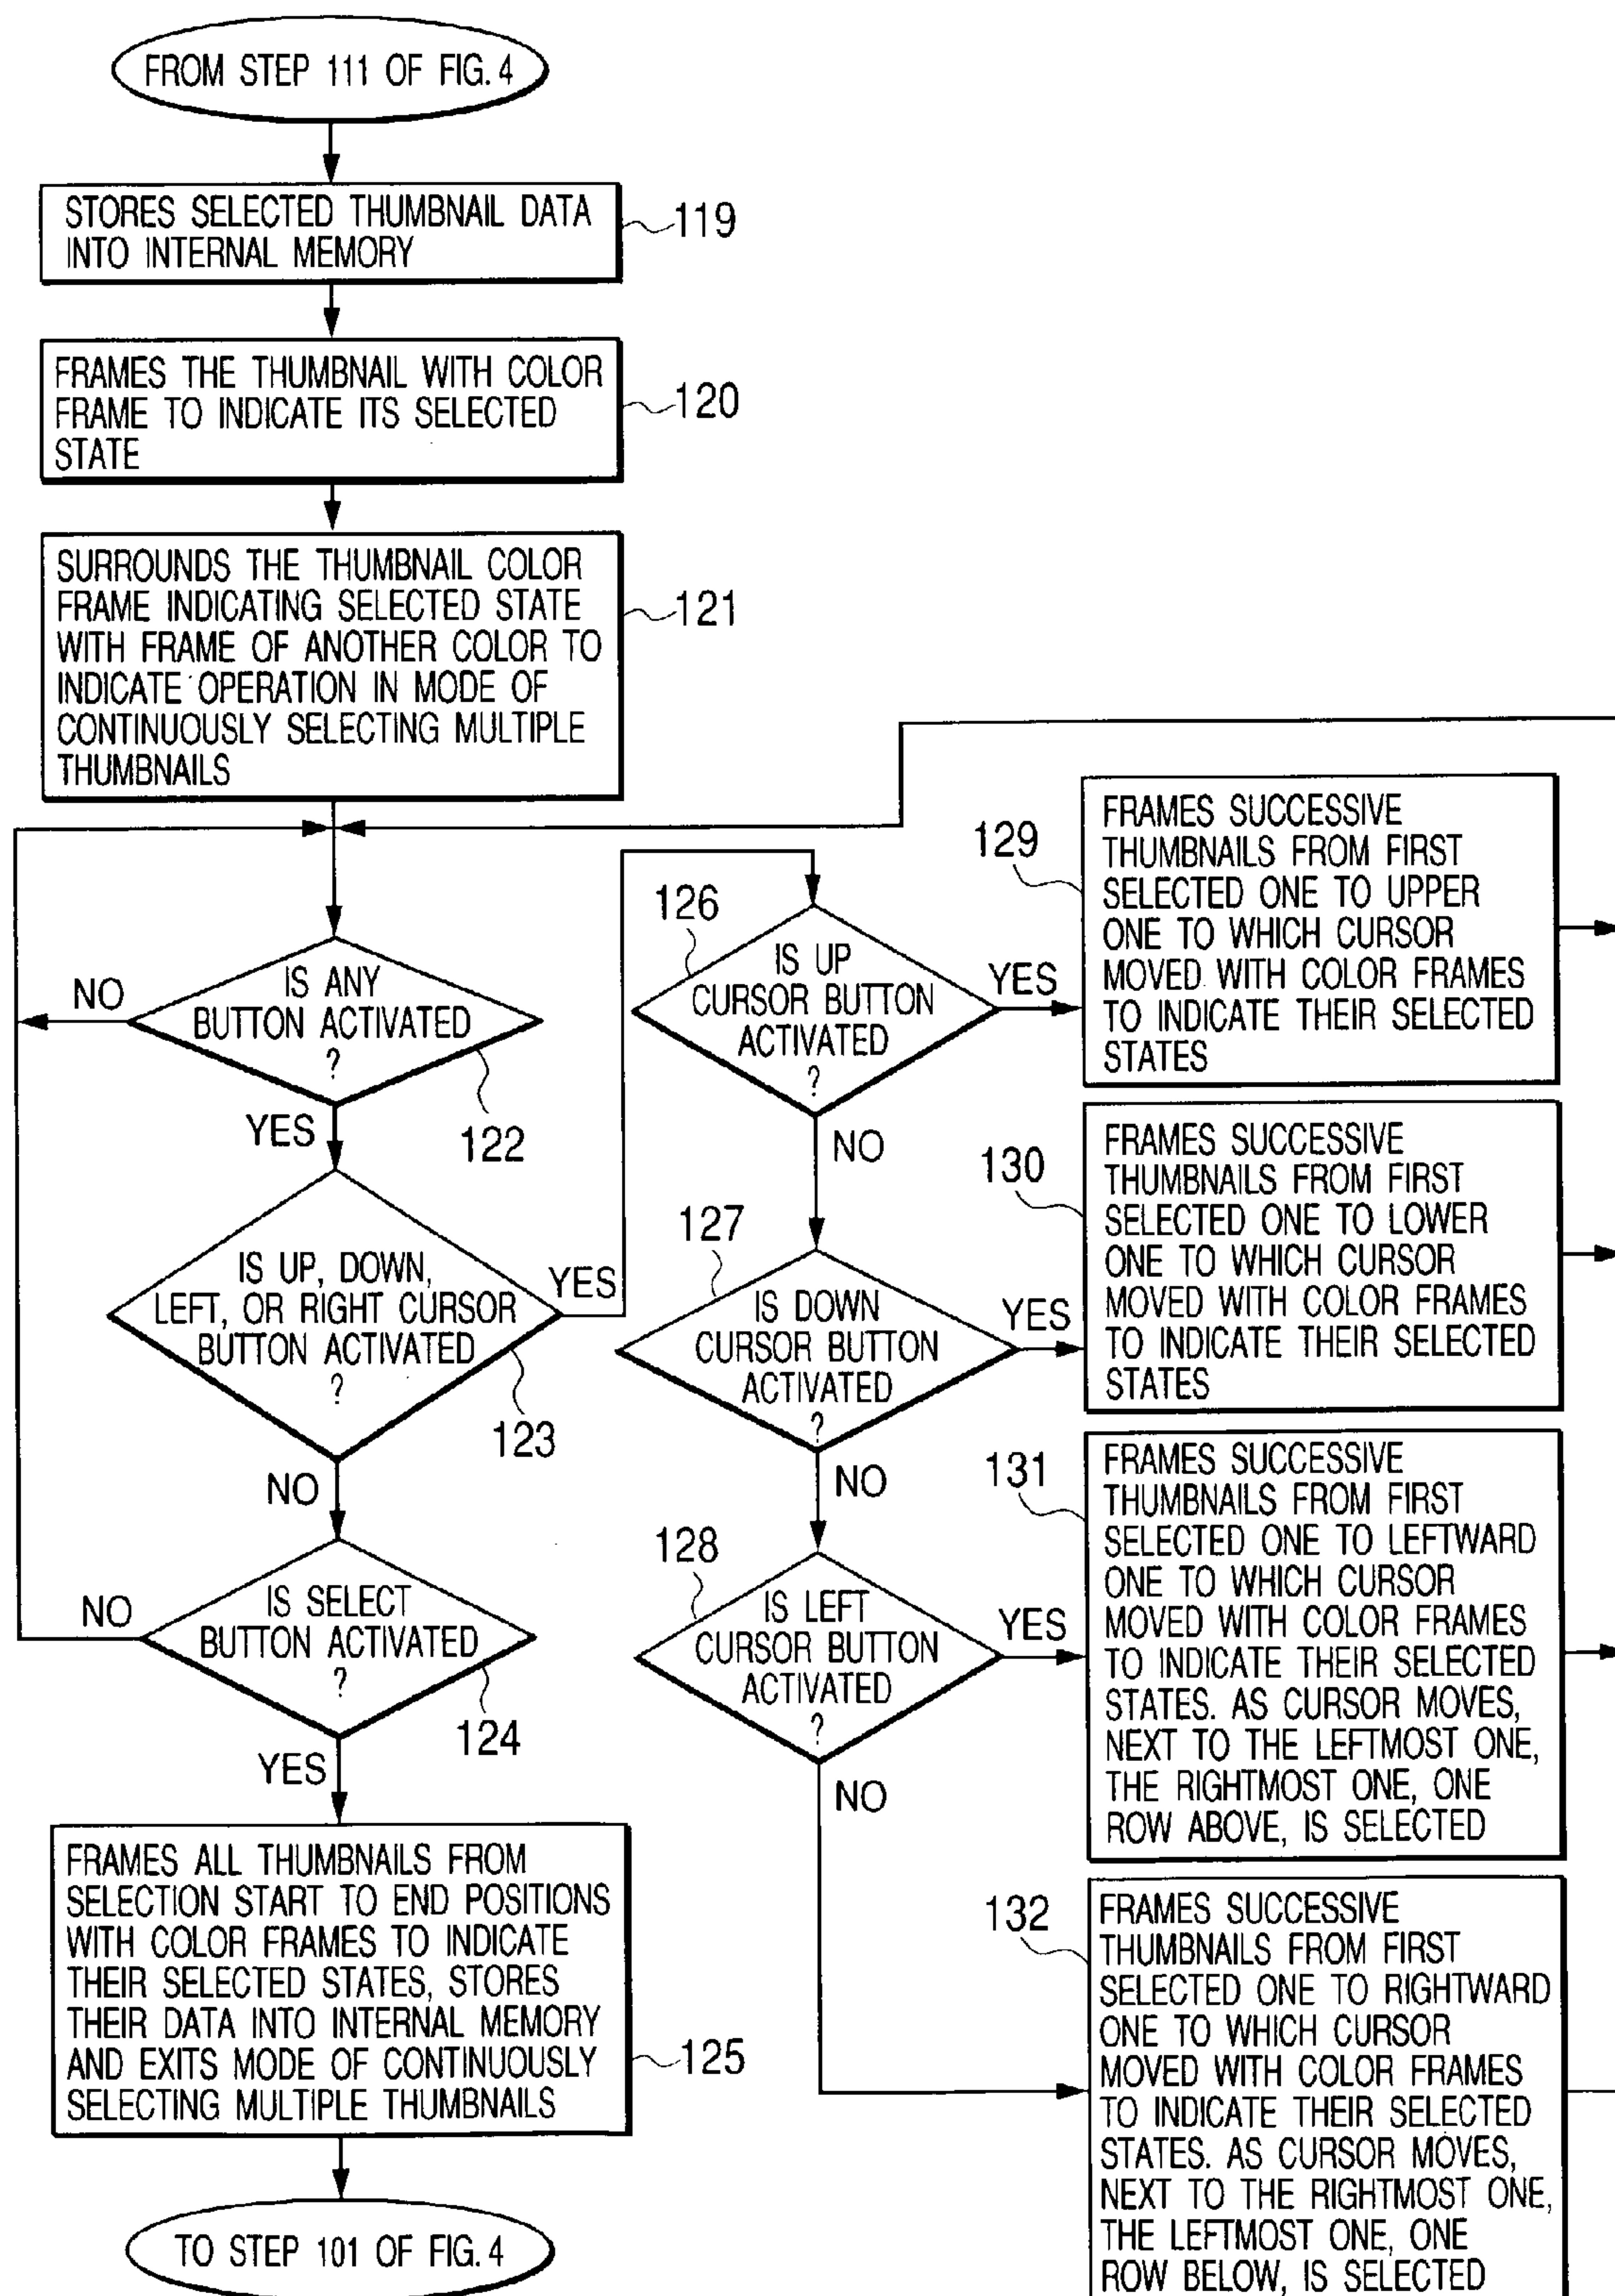 FROM STEP 111 OF FIG. 4
STORES SELECTED THUMBNAIL DATA
INTO INTERNAL MEMORY
119
FRAMES THE THUMBNAIL WITH COLOR
FRAME TO INDICATE ITS SELECTED
STATE
120
SURROUNDS THE THUMBNAIL COLOR
FRAME INDICATING SELECTED STATE
WITH FRAME OF ANOTHER COLOR TO
INDICATE OPERATION IN MODE OF
CONTINUOUSLY SELECTING MULTIPLE
THUMBNAILS
121
IS ANY
BUTTON ACTIVATED
?
NO
YES
122
IS UP, DOWN,
LEFT, OR RIGHT CURSOR
BUTTON ACTIVATED
?
YES
NO
123
IS SELECT
BUTTON ACTIVATED
?
NO
YES
124
FRAMES ALL THUMBNAILS FROM
SELECTION START TO END POSITIONS
WITH COLOR FRAMES TO INDICATE
THEIR SELECTED STATES, STORES
THEIR DATA INTO INTERNAL MEMORY
AND EXITS MODE OF CONTINUOUSLY
SELECTING MULTIPLE THUMBNAILS
125
TO STEP 101 OF FIG. 4
126
IS UP
CURSOR BUTTON
ACTIVATED
?
YES
NO
127
IS DOWN
CURSOR BUTTON
ACTIVATED
?
YES
NO
128
IS LEFT
CURSOR BUTTON
ACTIVATED
?
YES
NO
129
FRAMES SUCCESSIVE
THUMBNAILS FROM FIRST
SELECTED ONE TO UPPER
ONE TO WHICH CURSOR
MOVED WITH COLOR FRAMES
TO INDICATE THEIR SELECTED
STATES
130
FRAMES SUCCESSIVE
THUMBNAILS FROM FIRST
SELECTED ONE TO LOWER
ONE TO WHICH CURSOR
MOVED WITH COLOR FRAMES
TO INDICATE THEIR SELECTED
STATES
131
FRAMES SUCCESSIVE
THUMBNAILS FROM FIRST
SELECTED ONE TO LEFTWARD
ONE TO WHICH CURSOR
MOVED WITH COLOR FRAMES
TO INDICATE THEIR SELECTED
STATES. AS CURSOR MOVES,
NEXT TO THE LEFTMOST ONE,
THE RIGHTMOST ONE, ONE
ROW ABOVE, IS SELECTED
132
FRAMES SUCCESSIVE
THUMBNAILS FROM FIRST
SELECTED ONE TO RIGHTWARD
ONE TO WHICH CURSOR
MOVED WITH COLOR FRAMES
TO INDICATE THEIR SELECTED
STATES. AS CURSOR MOVES,
NEXT TO THE RIGHTMOST ONE,
THE LEFTMOST ONE, ONE
ROW BELOW, IS SELECTED